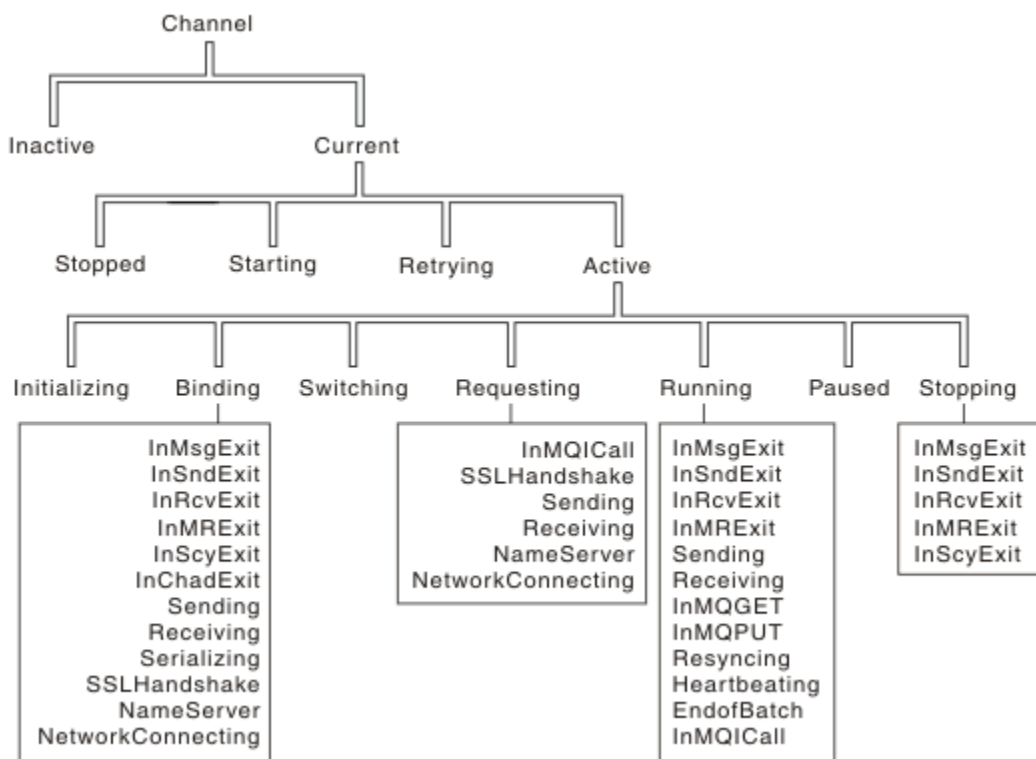 Channel
Inactive
Current
Stopped
Starting
Retrying
Active
Initializing
Binding
Switching
Requesting
Running
Paused
Stopping
InMsgExit
InSndExit
InRcvExit
InMRExit
InScyExit
InChadExit
Sending
Receiving
Serializing
SSLHandshake
NameServer
NetworkConnecting
InMQICall
SSLHandshake
Sending
Receiving
NameServer
NetworkConnecting
InMsgExit
InSndExit
InRcvExit
InMRExit
Sending
Receiving
InMQGET
InMQPUT
Resyncing
Heartbeating
EndofBatch
InMQICall
InMsgExit
InSndExit
InRcvExit
InMRExit
InScyExit